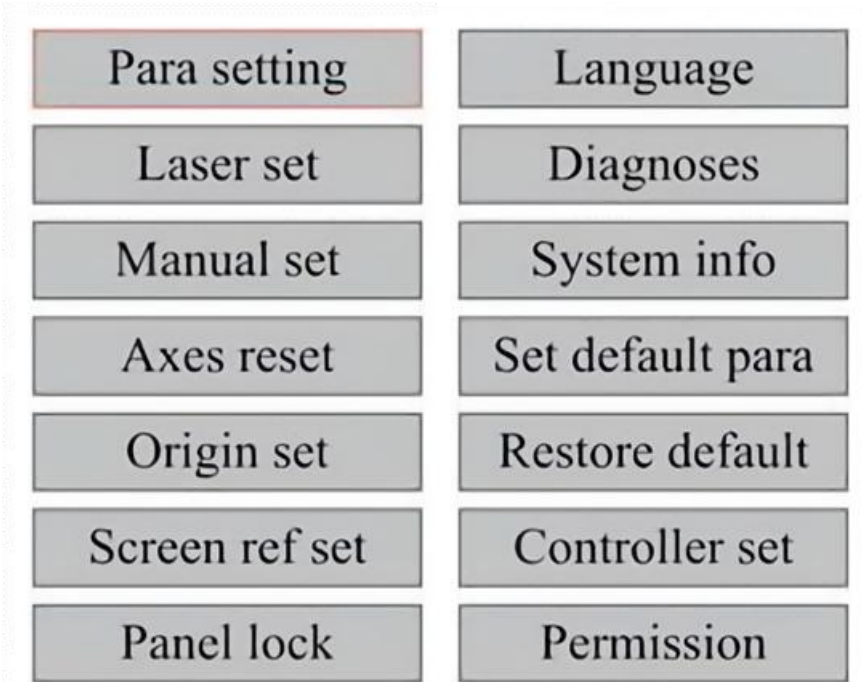 Para setting
Language
Laser set
Diagnoses
Manual set
System info
Axes reset
Set default para
Origin set
Restore default
Screen ref set
Controller set
Panel lock
Permission